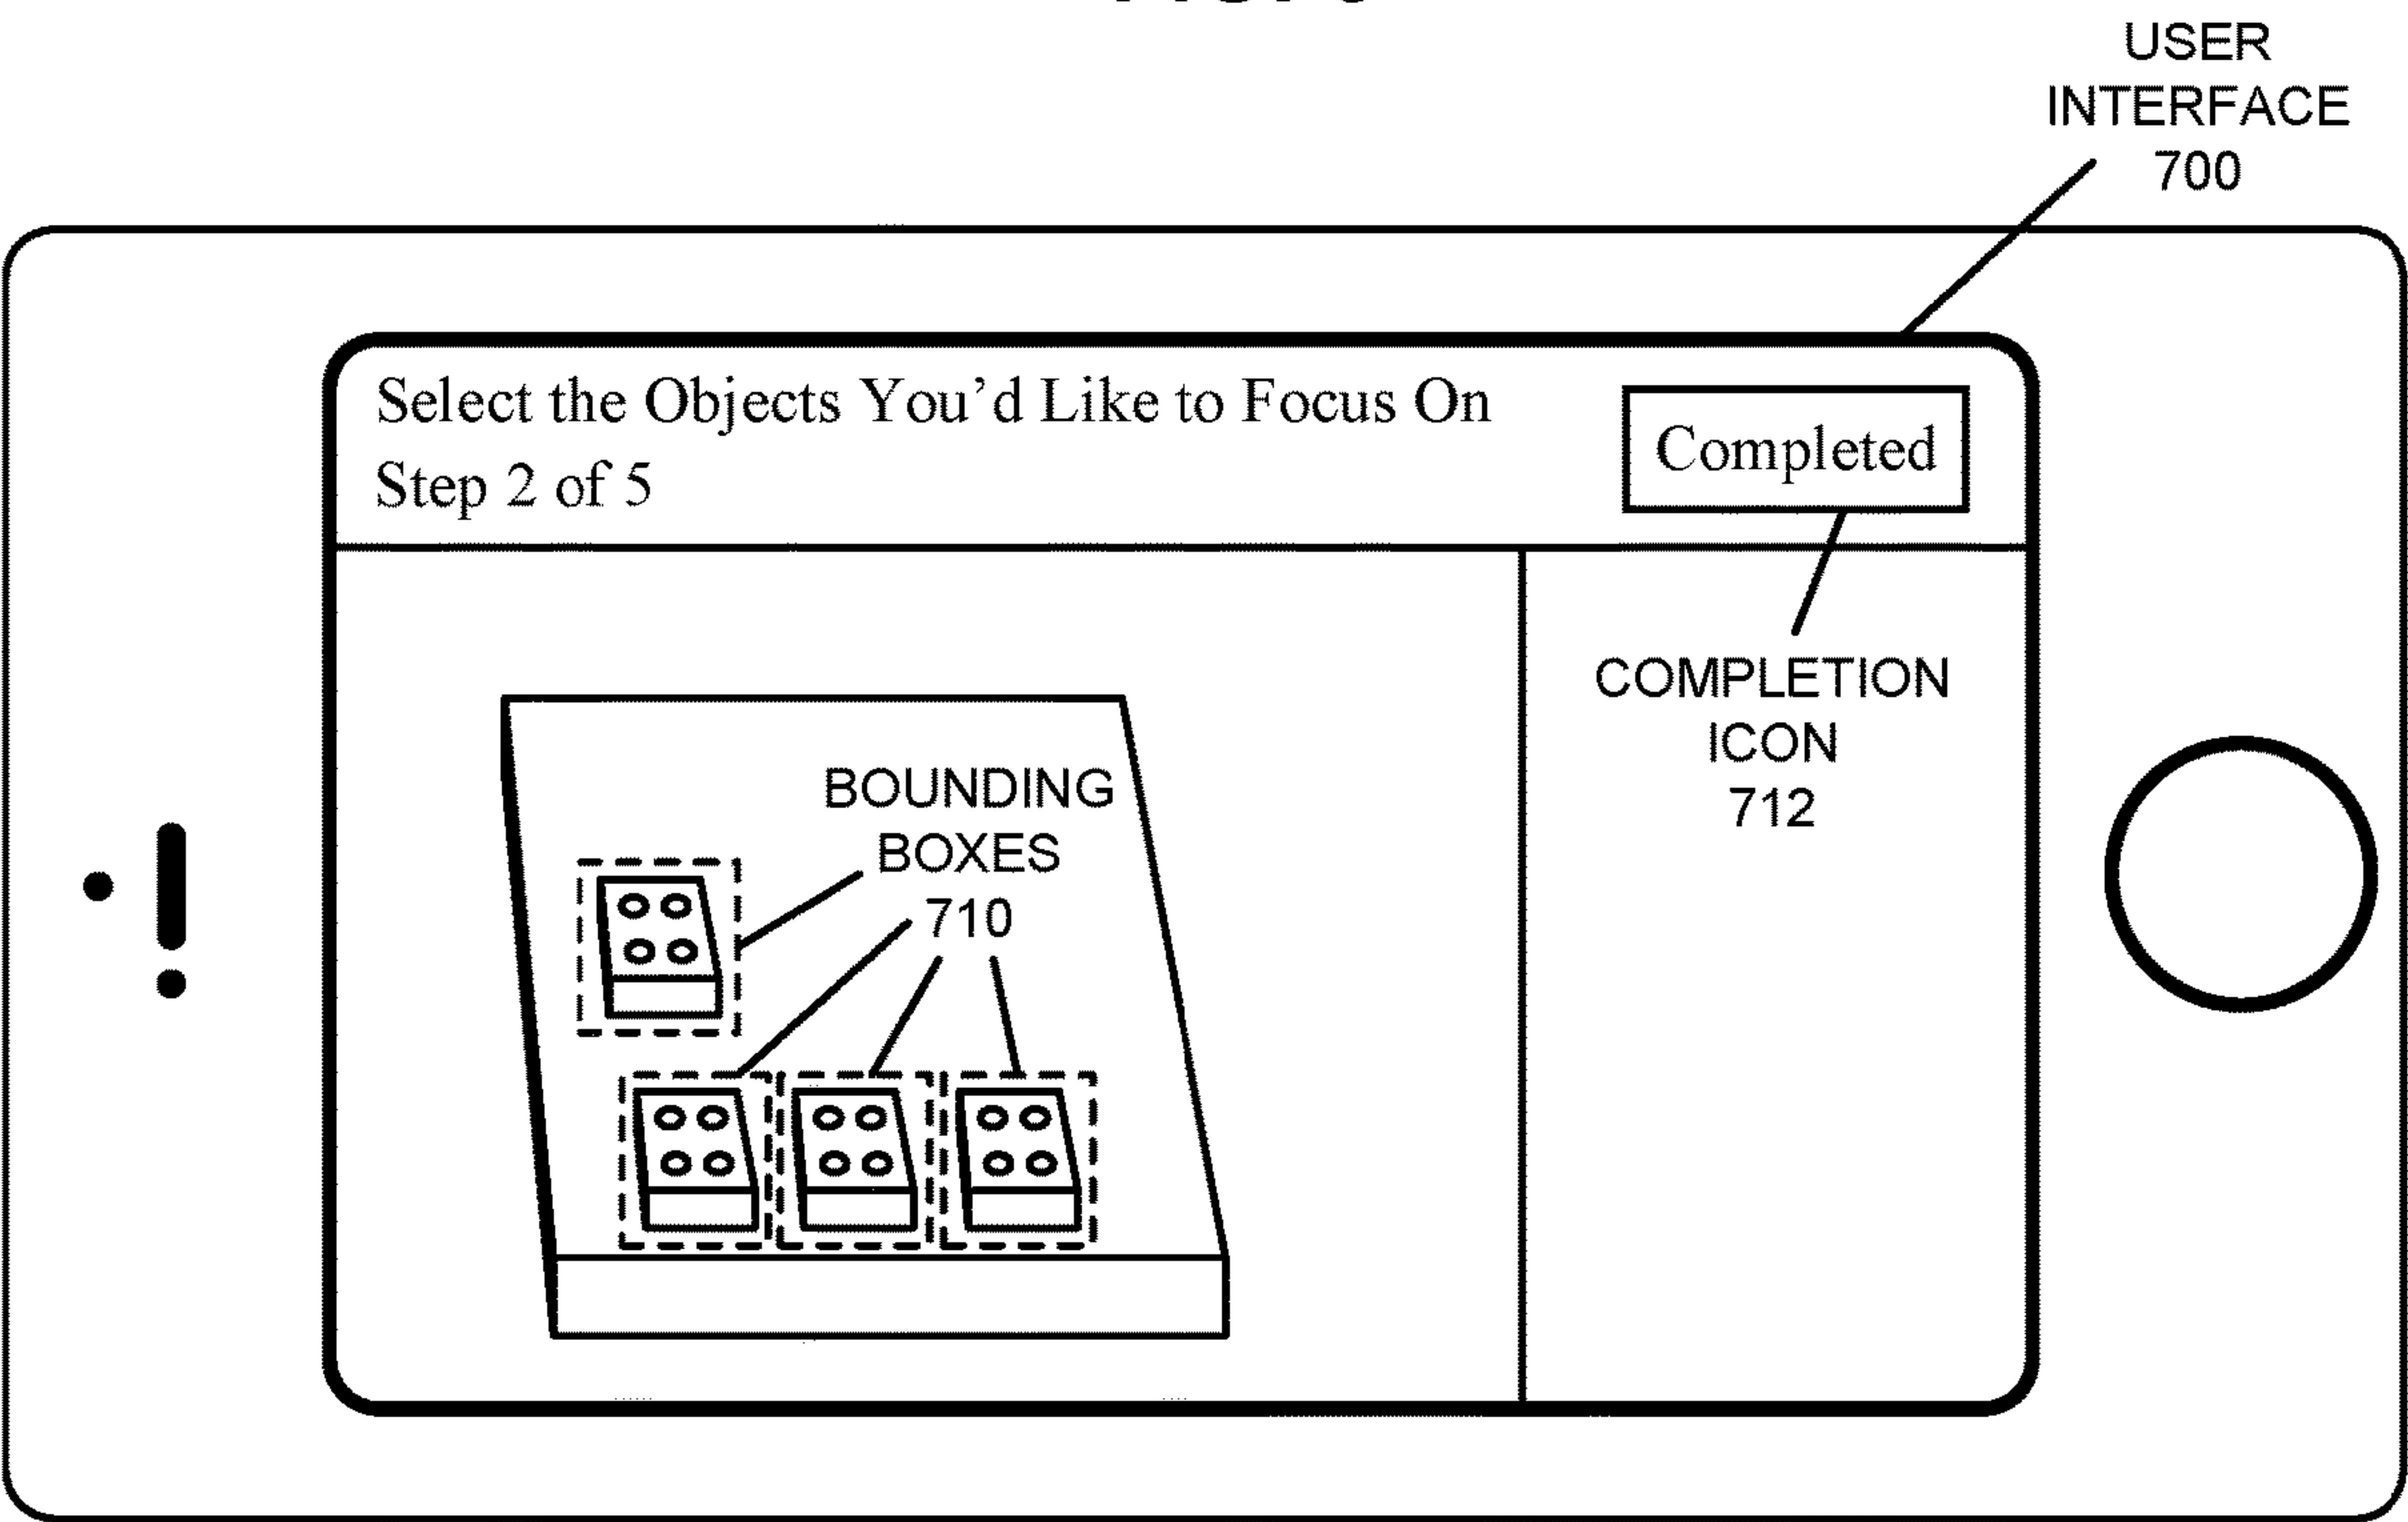 USER
INTERFACE
700
Select the Objects You’d Like to Focus On
Step 2 of 5
Completed
COMPLETION
ICON
712
BOUNDING
BOXES
710